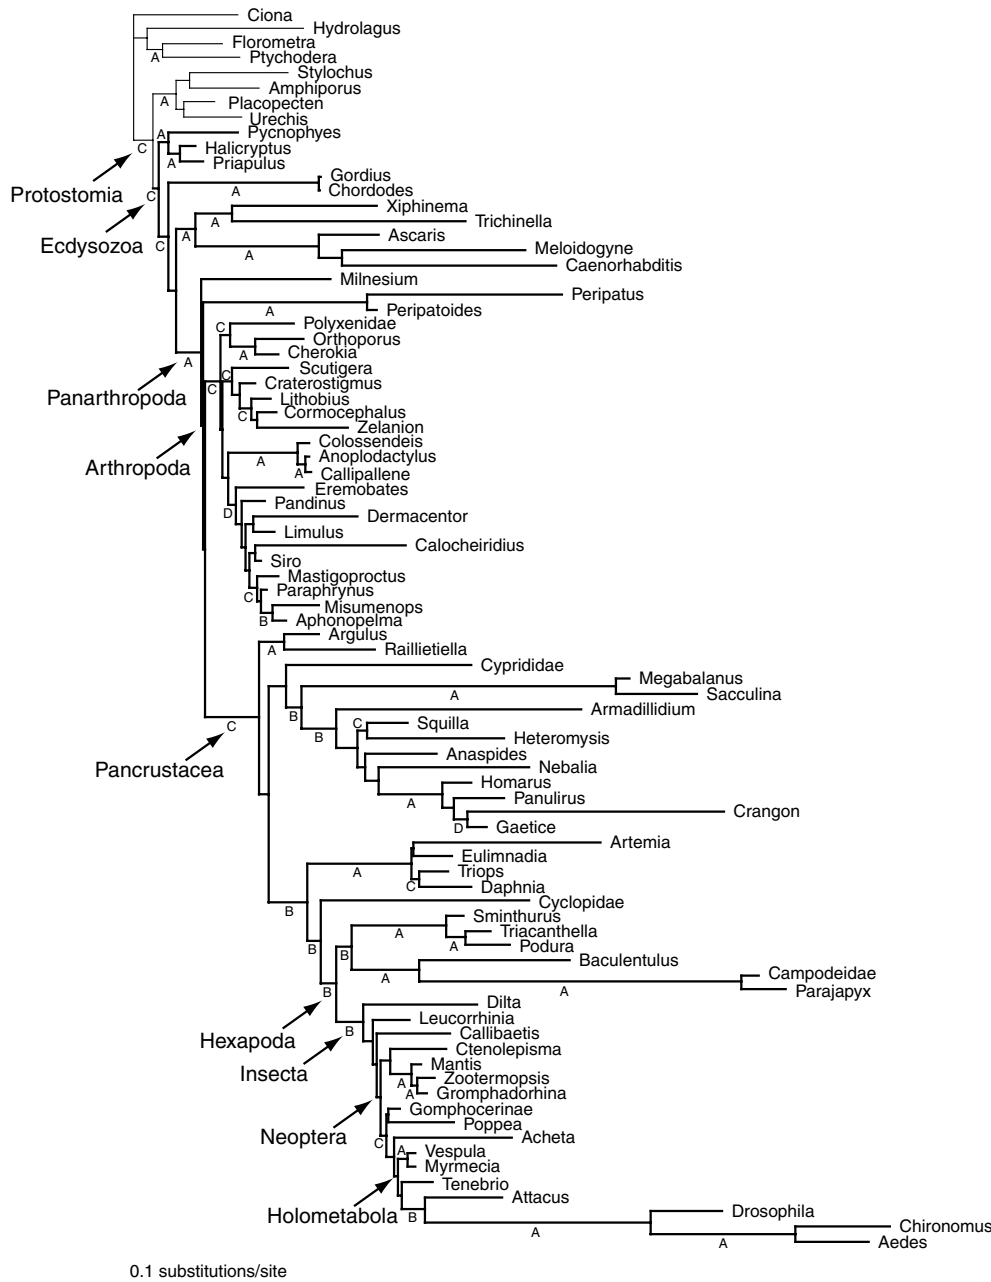 Ciona
Hydrolagus
Florometra
A
Ptychodera
Stylochus
Amphiporus
A
Placopecten
Urechis
A
Pycnophyes
C
Halicryptus
A
Priapulus
Protostomia
Gordius
A
Chordodes
C
Xiphinema
A
Trichinella
Ecdysozoa
C
A
Ascaris
A
Meloidogyne
Caenorhabditis
Milnesium
Peripatus
A
Peripatoides
C
Polyxenidae
Orthoporus
A
Cherokia
A
Scutigera
C
Craterostigmus
C
Panarthropoda
Lithobius
C
Cormocephalus
Zelanion
Colossendeis
A
Anoplodactylus
Arthropoda
A
Callipallene
Eremobates
Pandinus
D
Dermacentor
Limulus
Calocheiridius
Siro
Mastigoproctus
Paraphrynus
C
Misumenops
B
Aphonopelma
Argulus
A
Raillietiella
Cyprididae
Megabalanus
A
Sacculina
Armadillidium
B
C
Squilla
C
B
Heteromysis
Anaspides
Pancrustacea
Nebalia
Homarus
A
Panulirus
Crangon
D
Gaetice
Artemia
Eulimnadia
A
Triops
C
Daphnia
Cyclopidae
B
Sminthurus
A
Triacanthella
A
Podura
B
B
Baculentulus
A
Campodeidae
B
A
Parajapyx
Dilta
Leucorrhinia
B
Callibaetis
Hexapoda
Ctenolepisma
Insecta
Mantis
A
Zootermopsis
A
Gromphadorhina
Gomphocerinae
Poppea
Neoptera
Acheta
C
A
Vespula
Myrmecia
Tenebrio
Attacus
Holometabola
B
Drosophila
A
Chironomus
A
Aedes
0.1 substitutions/site